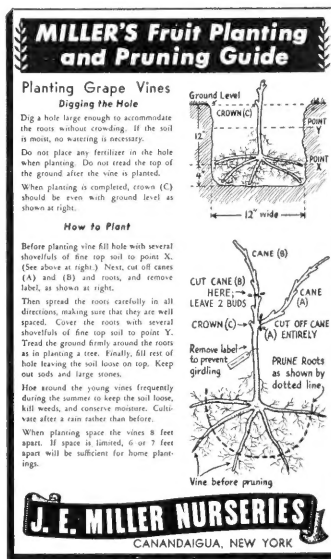 MILLER'S Fruit Planting
and Pruning Guide
Planting Grape Vines
Digging the Hole
Dig a hole large enough to accommodate
the roots without crowding. If the soil
is moist, no watering is necessary.
Do not place any fertilizer in the hole
when planting. Do not tread the top of
the ground after the vine is planted.
When planting is completed, crown (C)
should be even with ground level as
shown at right.
How to Plant
Before planting vine fill hole with several
shovelfuls of fine top soil to point X.
(See above at right.) Next, cut off canes
(A) and (B) and roots, and remove
label, as shown at right.
Then spread the roots carefully in all
directions, making sure that they are well
spaced. Cover the roots with several
shovelfuls of fine top soil to point Y.
Tread the ground firmly around the roots
as in planting a tree. Finally, fill rest of
hole leaving the soil loose on top. Keep
out sods and large stones.
Hoe around the young vines frequently
during the summer to keep the soil loose,
kill weeds, and conserve moisture. Culti-
vate after a rain rather than before.
When planting space the vines 8 feet
apart. If space is limited, 6 or 7 feet
apart will be sufficient for home plant-
ings.
Ground Level
CROWN(C)
POINT
Y
12"
POINT
X
4"
12" wide
CANE (B)
CUT CANE (B)
HERE;
LEAVE 2 BUDS
CANE
(A)
CROWN(C)
CUT OFF CANE
(A) ENTIRELY
Remove label
to prevent
girdling
PRUNE Roots
as shown by
dotted line
Vine before pruning
J. E. MILLER NURSERIES
CANANDAIGUA, NEW YORK